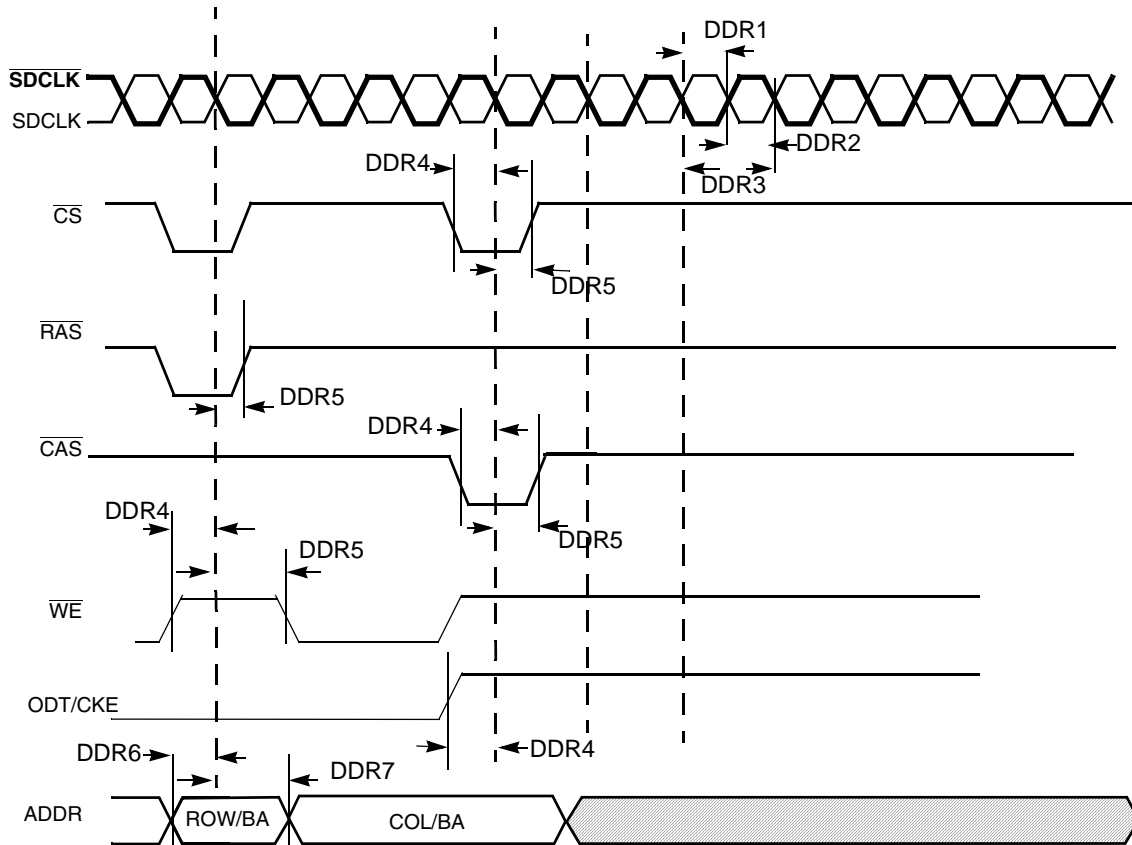 DDR1
SDCLK
SDCLK
DDR2
DDR4
DDR3
CS
DDR5
RAS
DDR5
DDR4
CAS
DDR4
DDR5
DDR5
WE
ODT/CKE
DDR6
DDR4
DDR7
ADDR
ROW/BA
COL/BA